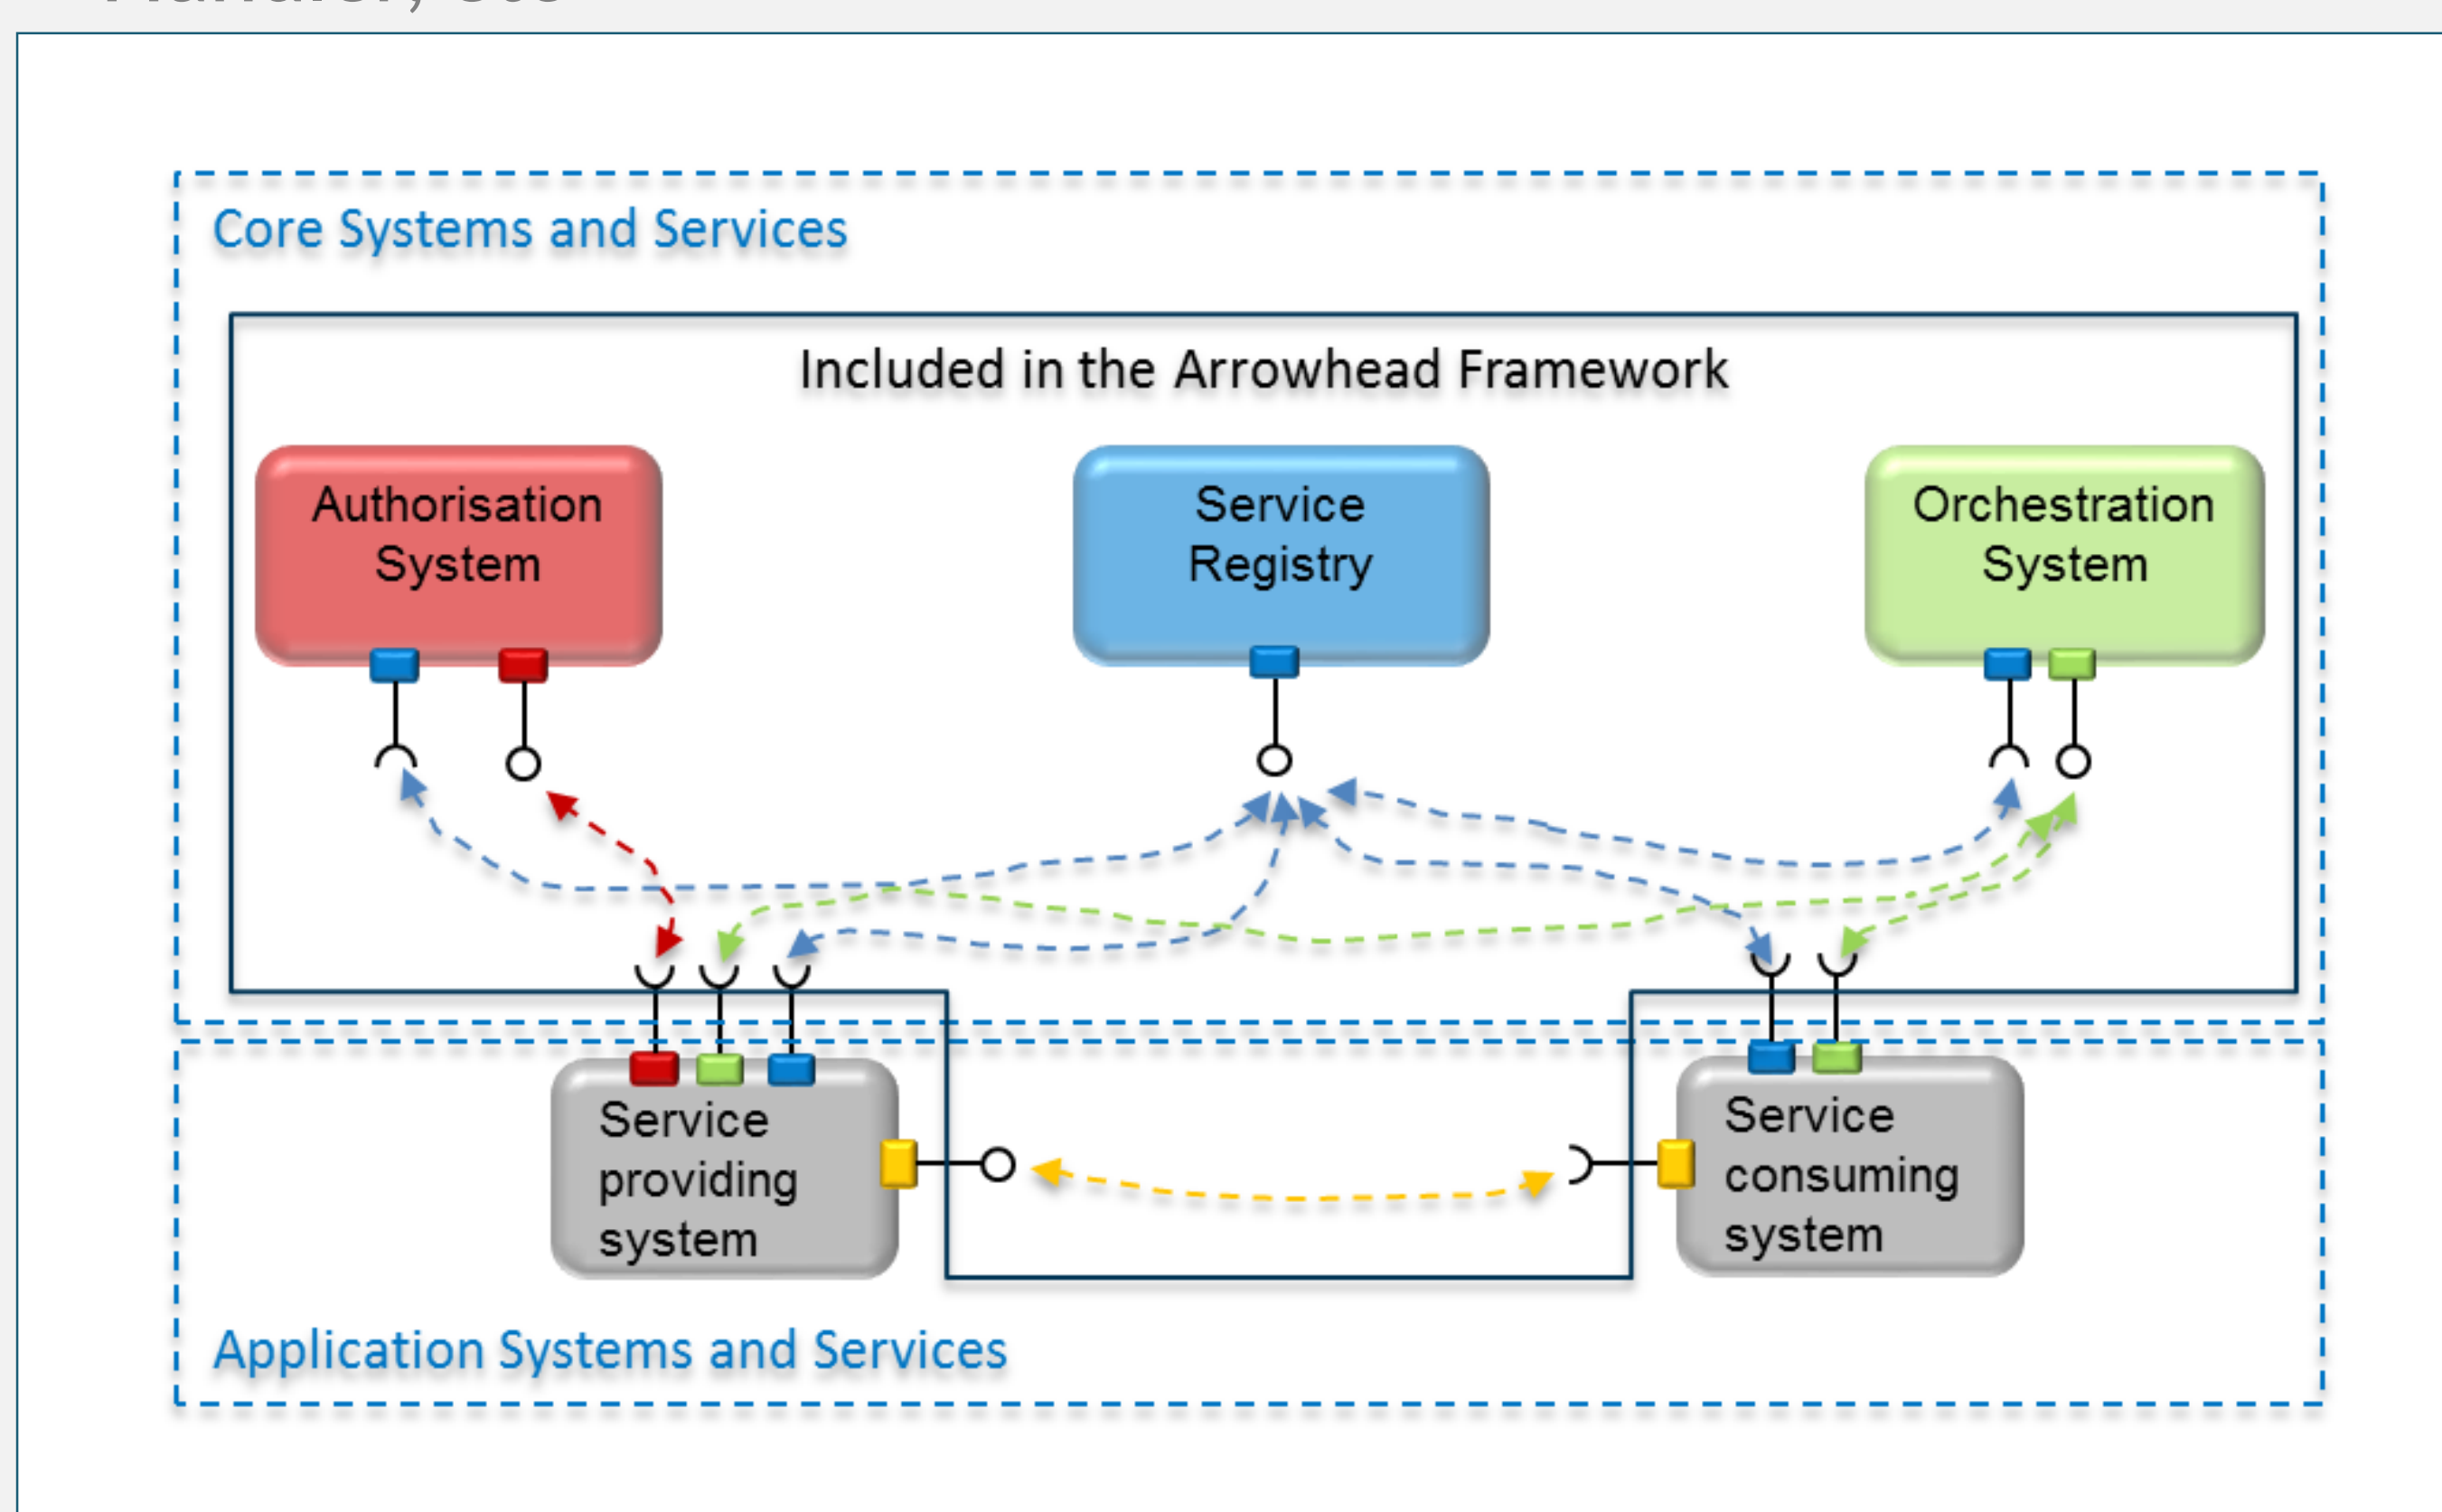 Core Systems and Services
Included in the Arrowhead Framework
Authorisation
System
Service
Registry
Orchestration
System
Service
providing
system
Service
consuming
system
Application Systems and Services